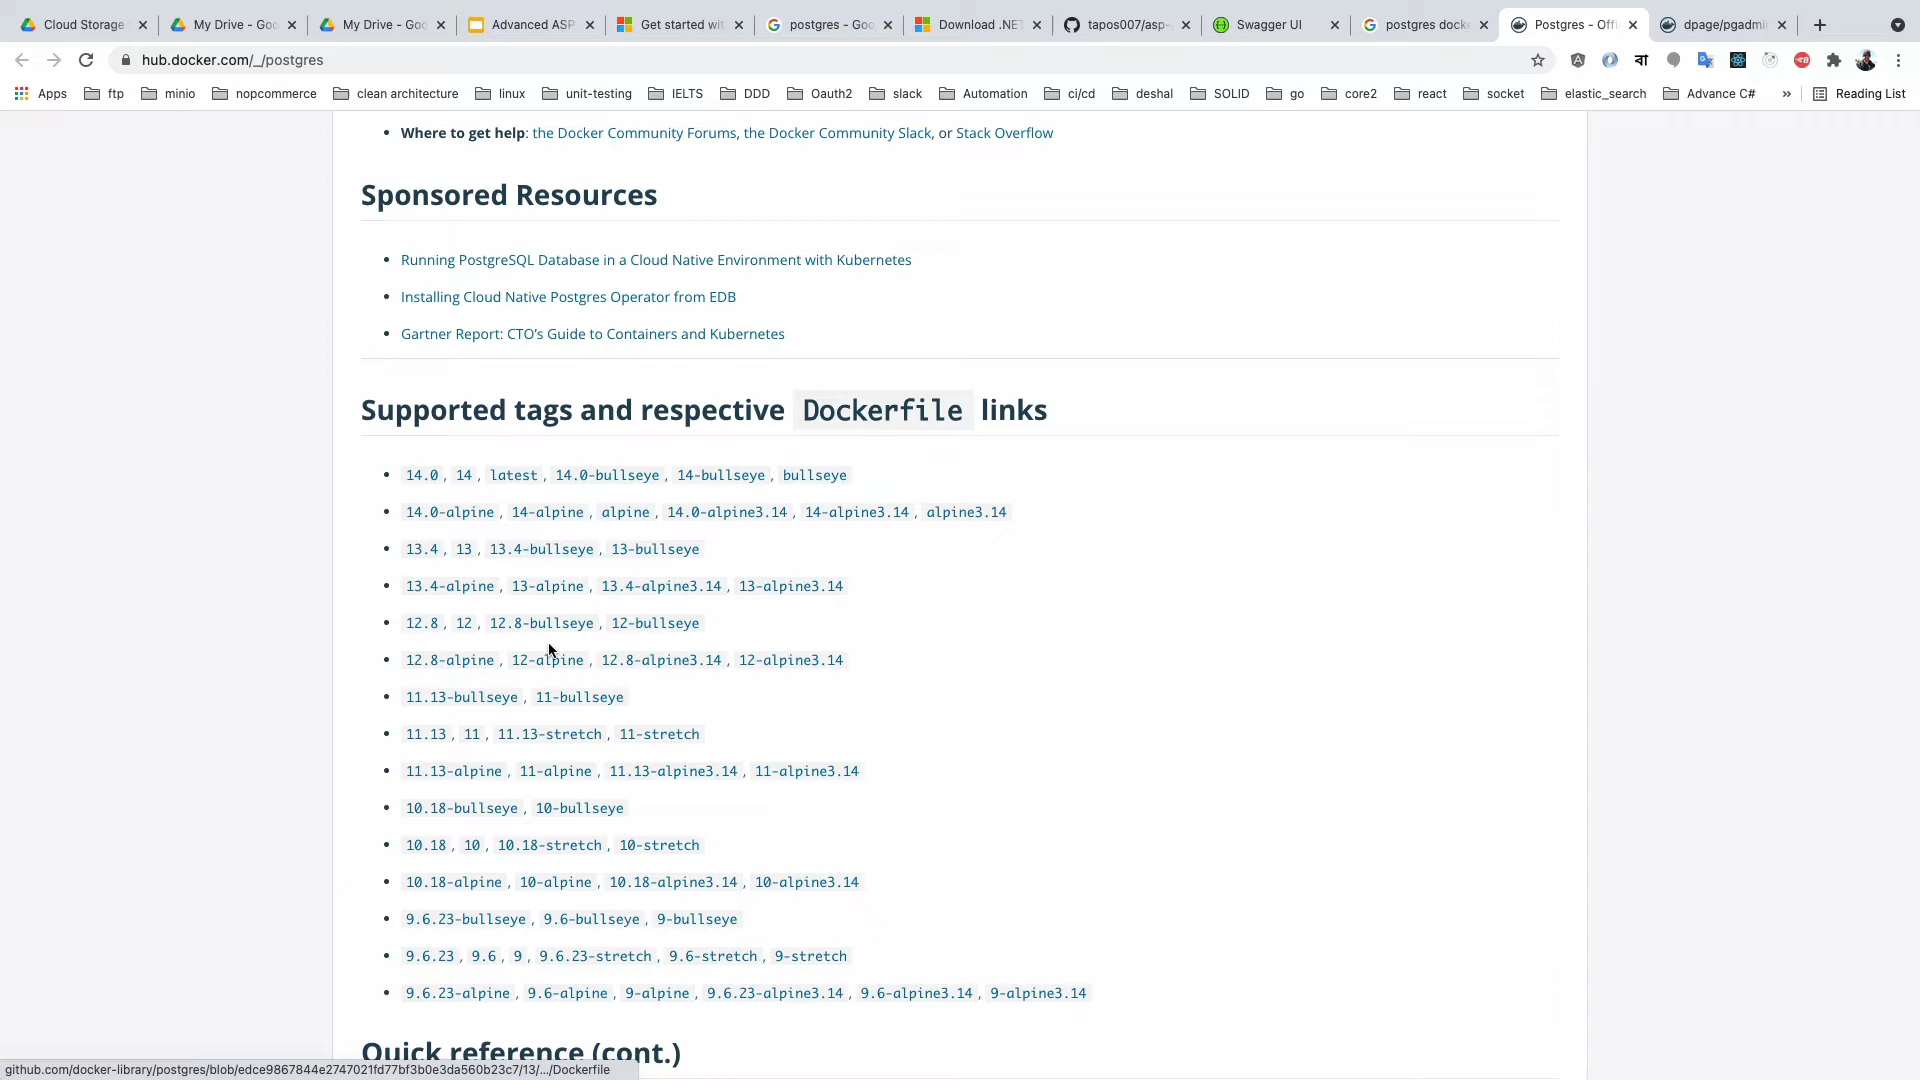 Cloud Storage
My Drive - Goo
My Drive - Goo
Advanced ASP
Get started wit
postgres - Goo
Download .NET
tapos007/asp-
Swagger UI
postgres docke
Postgres - Offi
dpage/pgadmi
hub.docker.com/_/postgres
Apps ftp minio nopcommerce clean architecture linux unit-testing IELTS DDD Oauth2 slack Automation ci/cd deshal SOLID go core2 react socket elastic_search Advance C# » Reading List
• Where to get help: the Docker Community Forums, the Docker Community Slack, or Stack Overflow
Sponsored Resources
• Running PostgreSQL Database in a Cloud Native Environment with Kubernetes
• Installing Cloud Native Postgres Operator from EDB
• Gartner Report: CTO's Guide to Containers and Kubernetes
Supported tags and respective Dockerfile links
• 14.0, 14, latest, 14.0-bullseye, 14-bullseye, bullseye
• 14.0-alpine, 14-alpine, alpine, 14.0-alpine3.14, 14-alpine3.14, alpine3.14
• 13.4, 13, 13.4-bullseye, 13-bullseye
• 13.4-alpine, 13-alpine, 13.4-alpine3.14, 13-alpine3.14
• 12.8, 12, 12.8-bullseye, 12-bullseye
• 12.8-alpine, 12-alpine, 12.8-alpine3.14, 12-alpine3.14
• 11.13-bullseye, 11-bullseye
• 11.13, 11, 11.13-stretch, 11-stretch
• 11.13-alpine, 11-alpine, 11.13-alpine3.14, 11-alpine3.14
• 10.18-bullseye, 10-bullseye
• 10.18, 10, 10.18-stretch, 10-stretch
• 10.18-alpine, 10-alpine, 10.18-alpine3.14, 10-alpine3.14
• 9.6.23-bullseye, 9.6-bullseye, 9-bullseye
• 9.6.23, 9.6, 9, 9.6.23-stretch, 9.6-stretch, 9-stretch
• 9.6.23-alpine, 9.6-alpine, 9-alpine, 9.6.23-alpine3.14, 9.6-alpine3.14, 9-alpine3.14
Quick reference (cont.)
github.com/docker-library/postgres/blob/edce9867844e2747021fd77bf3b0e3da560b23c7/13/.../Dockerfile